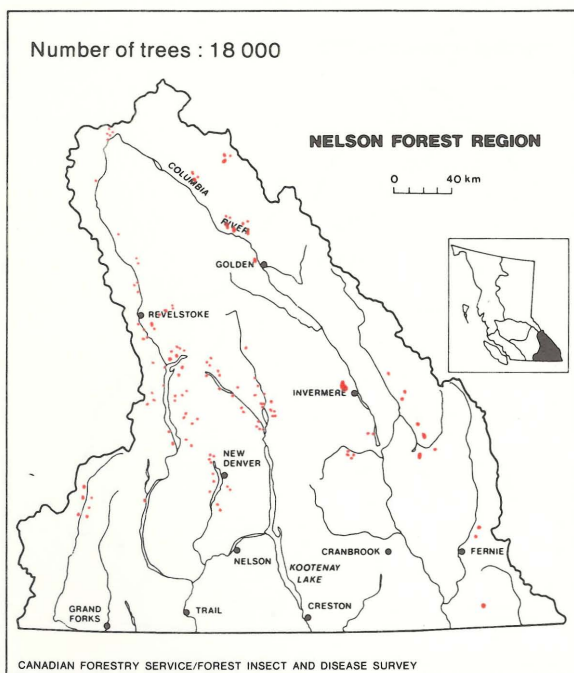 Number of trees : 18 000
NELSON FOREST REGION
0 40 km
COLUMBIA
RIVER
GOLDEN
REVELSTOKE
INVERMERE
NEW
DENVER
NELSON
KOOTENAY
LAKE
CRANBROOK
FERNIE
GRAND
FORKS
TRAIL
CRESTON
CANADIAN FORESTRY SERVICE/FOREST INSECT AND DISEASE SURVEY